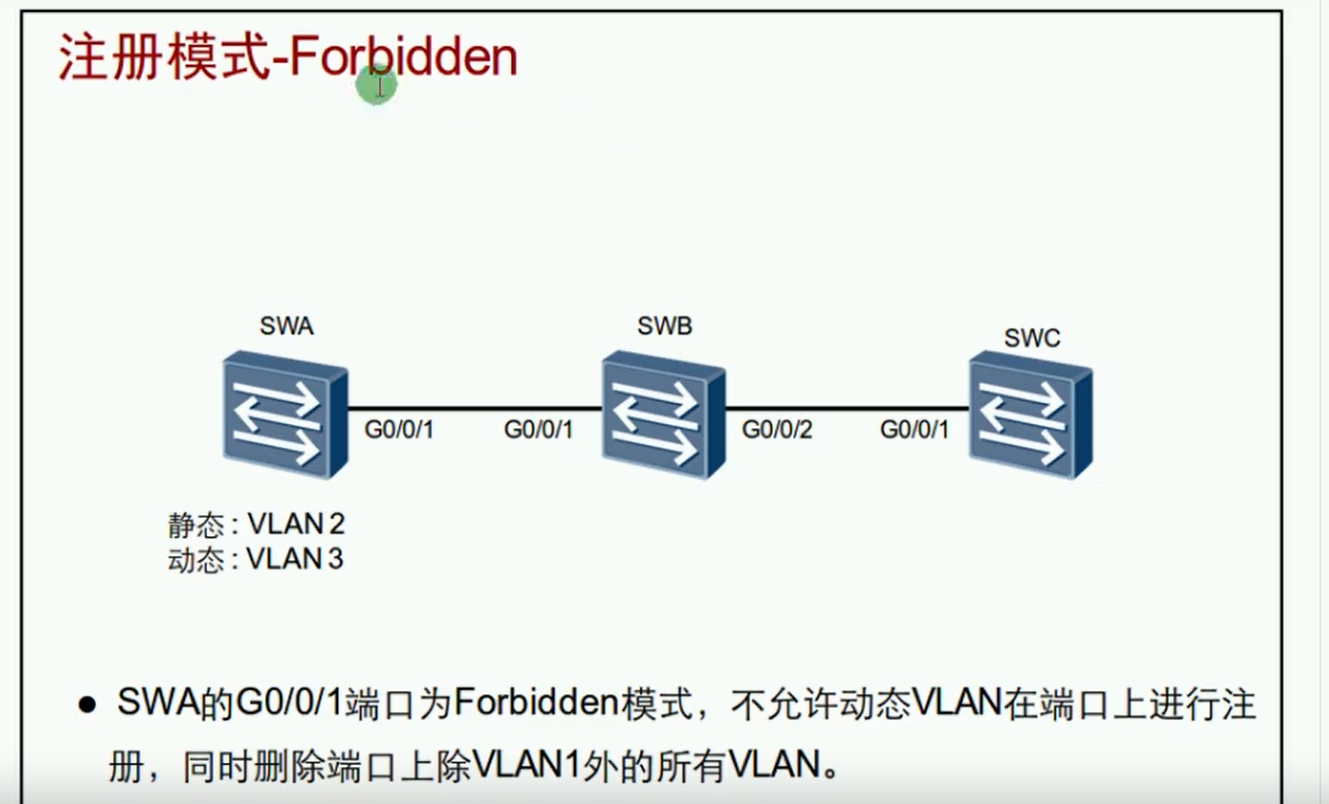 注册模式-Forbidden
SWA
SWB
SWC
G0/0/1
G0/0/1
G0/0/2
G0/0/1
静态：VLAN 2
动态：VLAN 3
● SWA的G0/0/1端口为Forbidden模式，不允许动态VLAN在端口上进行注
册，同时删除端口上除VLAN1外的所有VLAN。